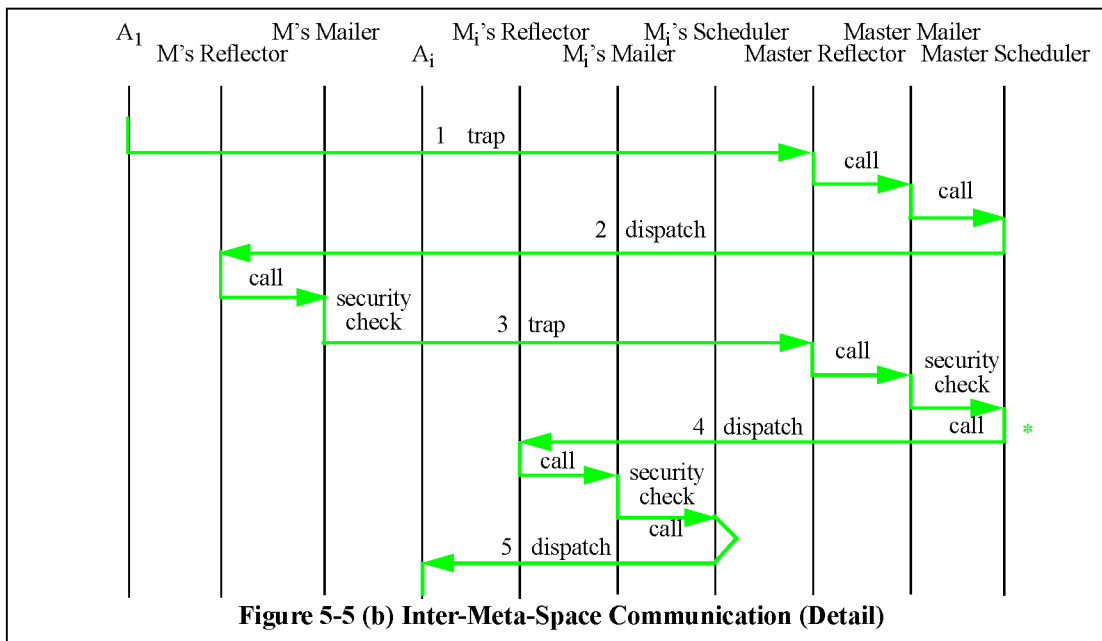 A1 M's Mailer Mi's Reflector Mi's Scheduler Master Mailer
M's Reflector Ai Mi's Mailer Master Reflector Master Scheduler
1 trap
call
call
2 dispatch
call
security
check
3 trap
call
security
check
call *
4 dispatch
call
security
check
call
5 dispatch
Figure 5-5 (b) Inter-Meta-Space Communication (Detail)